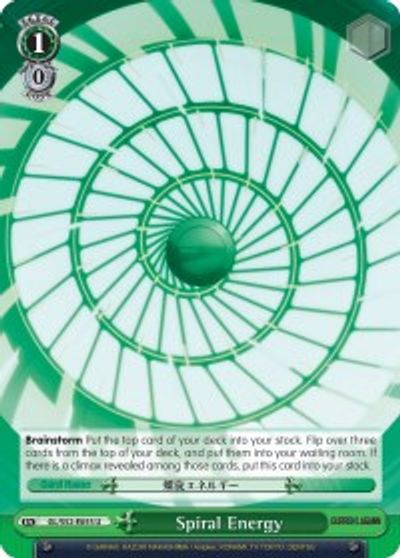 1
0
Brainstorm Put the top card of your deck into your stock. Flip over three
cards from the top of your deck, and put them into your waiting room. If
there is a climax revealed among those cards, put this card into your stock.
Card Name 螺旋エネルギー
Spiral Energy
GURREN LAGANN